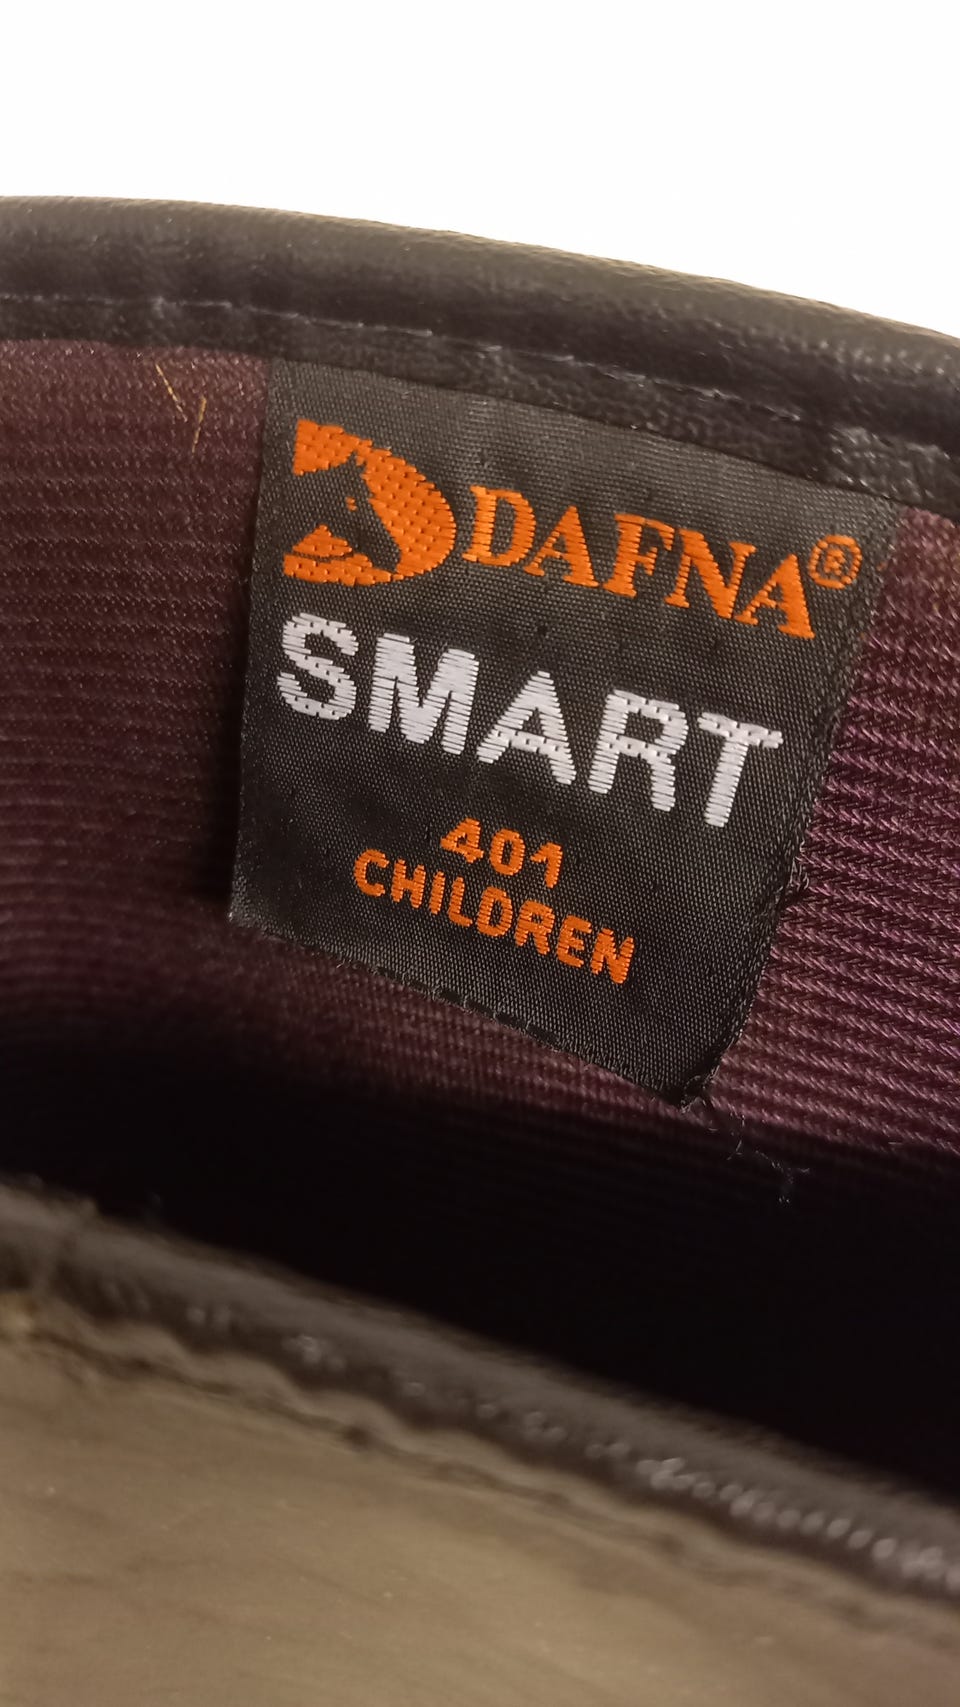 DAFNA®
SMART
401
CHILDREN